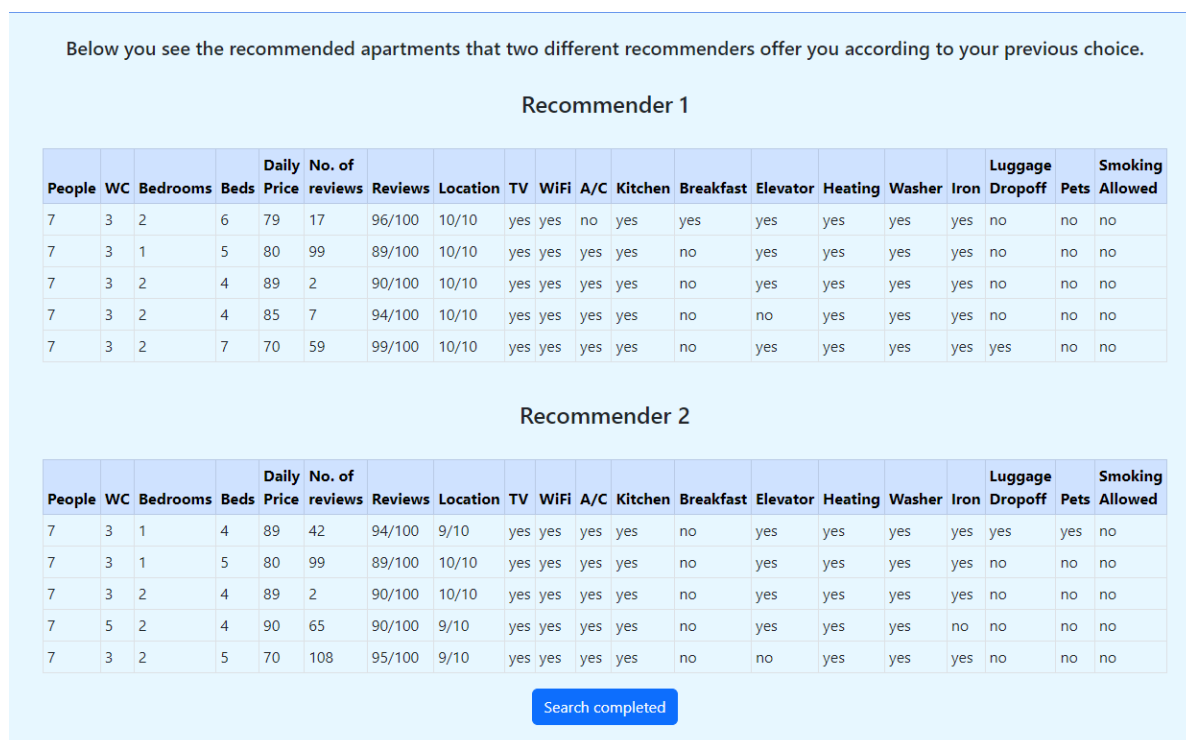 Below you see the recommended apartments that two different recommenders offer you according to your previous choice.
Recommender 1
Daily No. of Luggage Smoking
People WC Bedrooms Beds Price reviews Reviews Location TV WiFi A/C Kitchen Breakfast Elevator Heating Washer Iron Dropoff Pets Allowed
7 3 2 6 79 17 96/100 10/10 yes yes no yes yes yes yes yes yes no no no
7 3 1 5 80 99 89/100 10/10 yes yes yes yes no yes yes yes yes no no no
7 3 2 4 89 2 90/100 10/10 yes yes yes yes no yes yes yes yes no no no
7 3 2 4 85 7 94/100 10/10 yes yes yes yes no no yes yes yes no no no
7 3 2 7 70 59 99/100 10/10 yes yes yes yes no yes yes yes yes yes no no
Recommender 2
Daily No. of Luggage Smoking
People WC Bedrooms Beds Price reviews Reviews Location TV WiFi A/C Kitchen Breakfast Elevator Heating Washer Iron Dropoff Pets Allowed
7 3 1 4 89 42 94/100 9/10 yes yes yes yes no yes yes yes yes yes yes no
7 3 1 5 80 99 89/100 10/10 yes yes yes yes no yes yes yes yes no no no
7 3 2 4 89 2 90/100 10/10 yes yes yes yes no yes yes yes yes no no no
7 5 2 4 90 65 90/100 9/10 yes yes yes yes no yes yes yes no no no no
7 3 2 5 70 108 95/100 9/10 yes yes yes yes no no yes yes yes no no no
Search completed